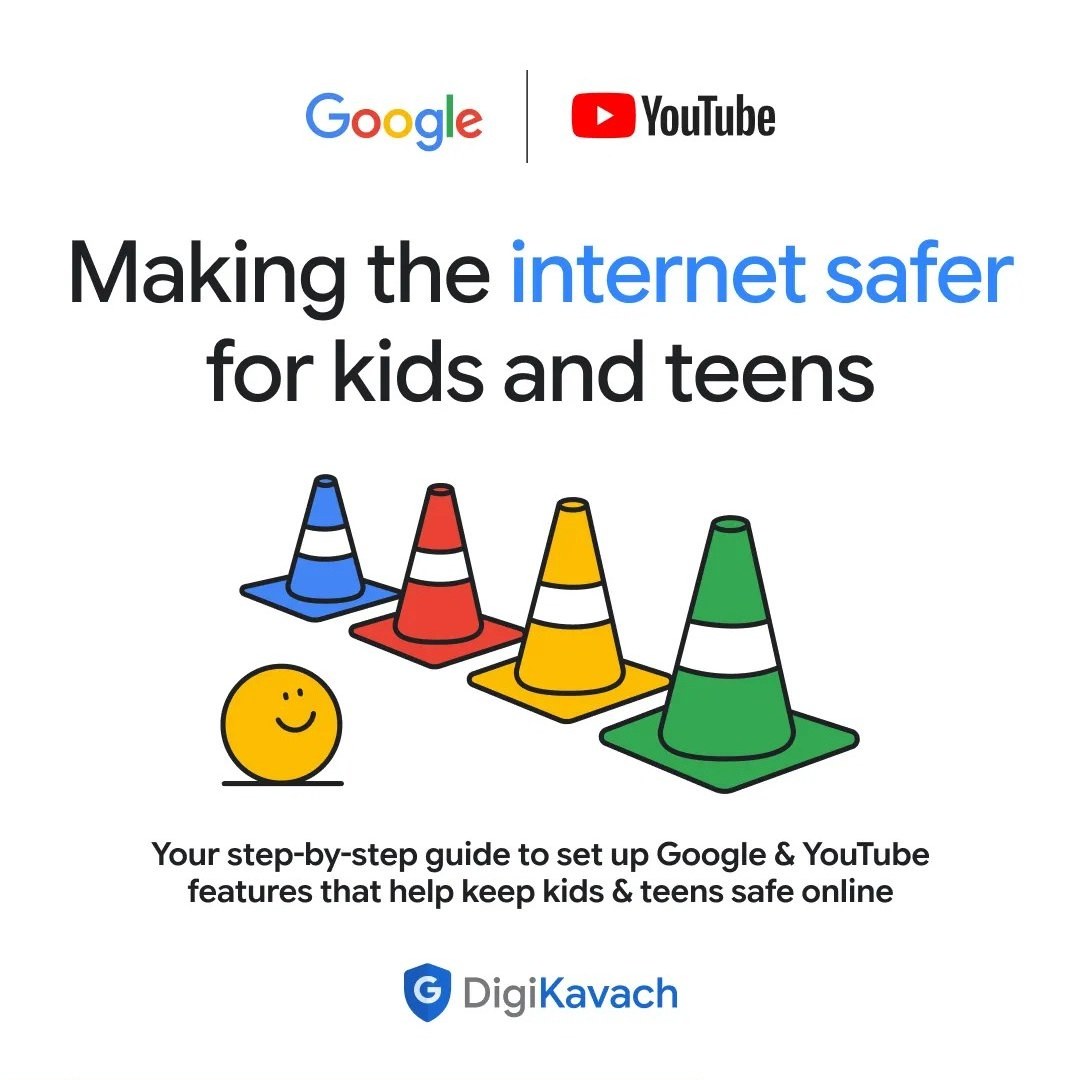 Google | YouTube
Making the internet safer
for kids and teens
Your step-by-step guide to set up Google & YouTube
features that help keep kids & teens safe online
G DigiKavach